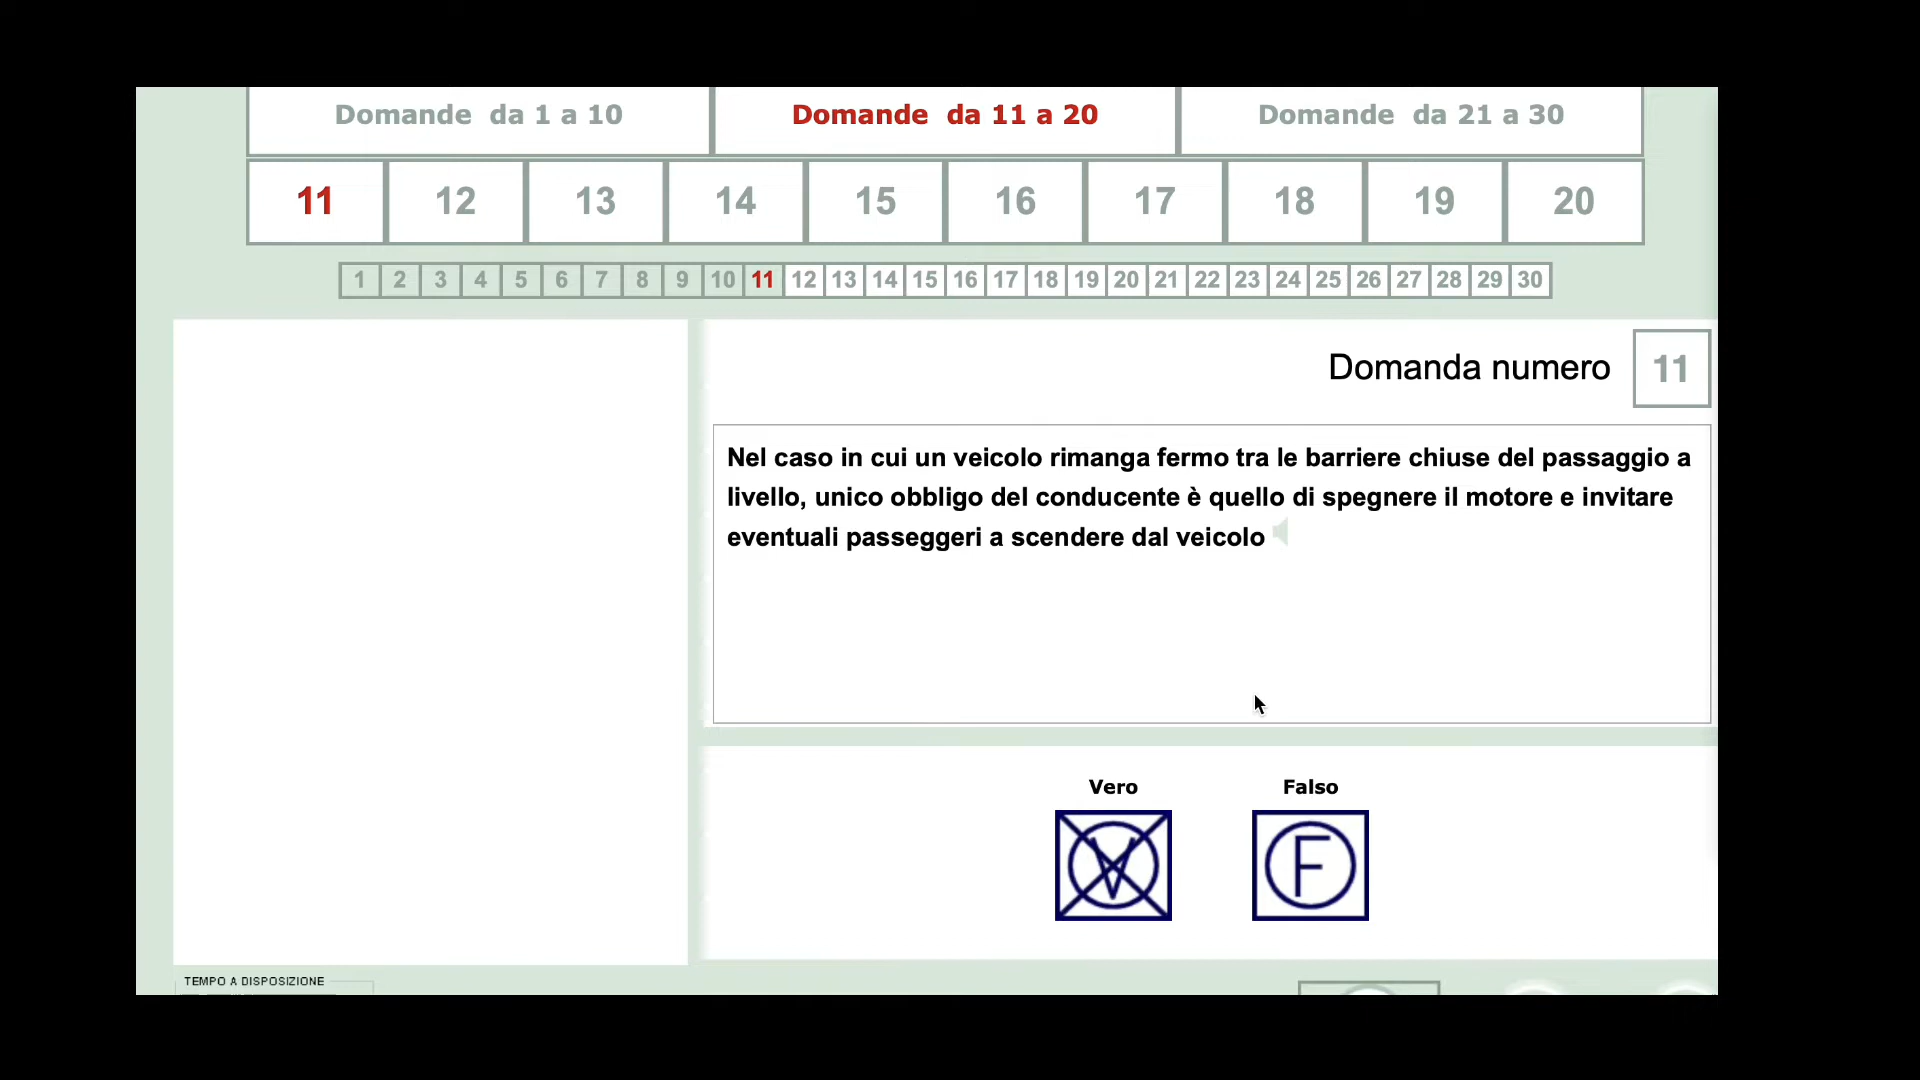 Domande da 1 a 10 Domande da 11 a 20 Domande da 21 a 30
11 12 13 14 15 16 17 18 19 20
1 2 3 4 5 6 7 8 9 10 11 12 13 14 15 16 17 18 19 20 21 22 23 24 25 26 27 28 29 30
Domanda numero 11
Nel caso in cui un veicolo rimanga fermo tra le barriere chiuse del passaggio a
livello, unico obbligo del conducente è quello di spegnere il motore e invitare
eventuali passeggeri a scendere dal veicolo
Vero Falso
V F
TEMPO A DISPOSIZIONE